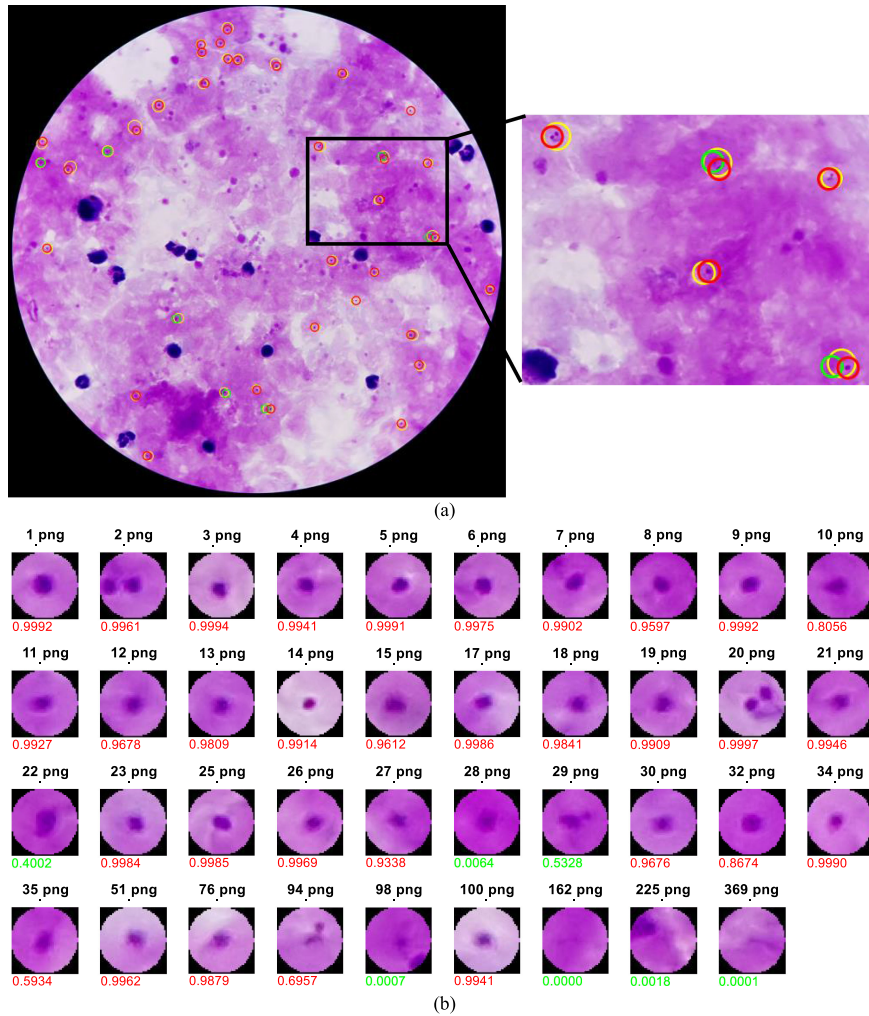 (a)
1 png 2 png 3 png 4 png 5 png 6 png 7 png 8 png 9 png 10 png
0.9992 0.9961 0.9994 0.9941 0.9991 0.9975 0.9902 0.9597 0.9992 0.8056
11 png 12 png 13 png 14 png 15 png 17 png 18 png 19 png 20 png 21 png
0.9927 0.9678 0.9809 0.9914 0.9612 0.9986 0.9841 0.9909 0.9997 0.9946
22 png 23 png 25 png 26 png 27 png 28 png 29 png 30 png 32 png 34 png
0.4002 0.9984 0.9985 0.9969 0.9338 0.0064 0.5328 0.9676 0.8674 0.9990
35 png 51 png 76 png 94 png 98 png 100 png 162 png 225 png 369 png
0.5934 0.9962 0.9879 0.6957 0.0007 0.9941 0.0000 0.0018 0.0001
(b)